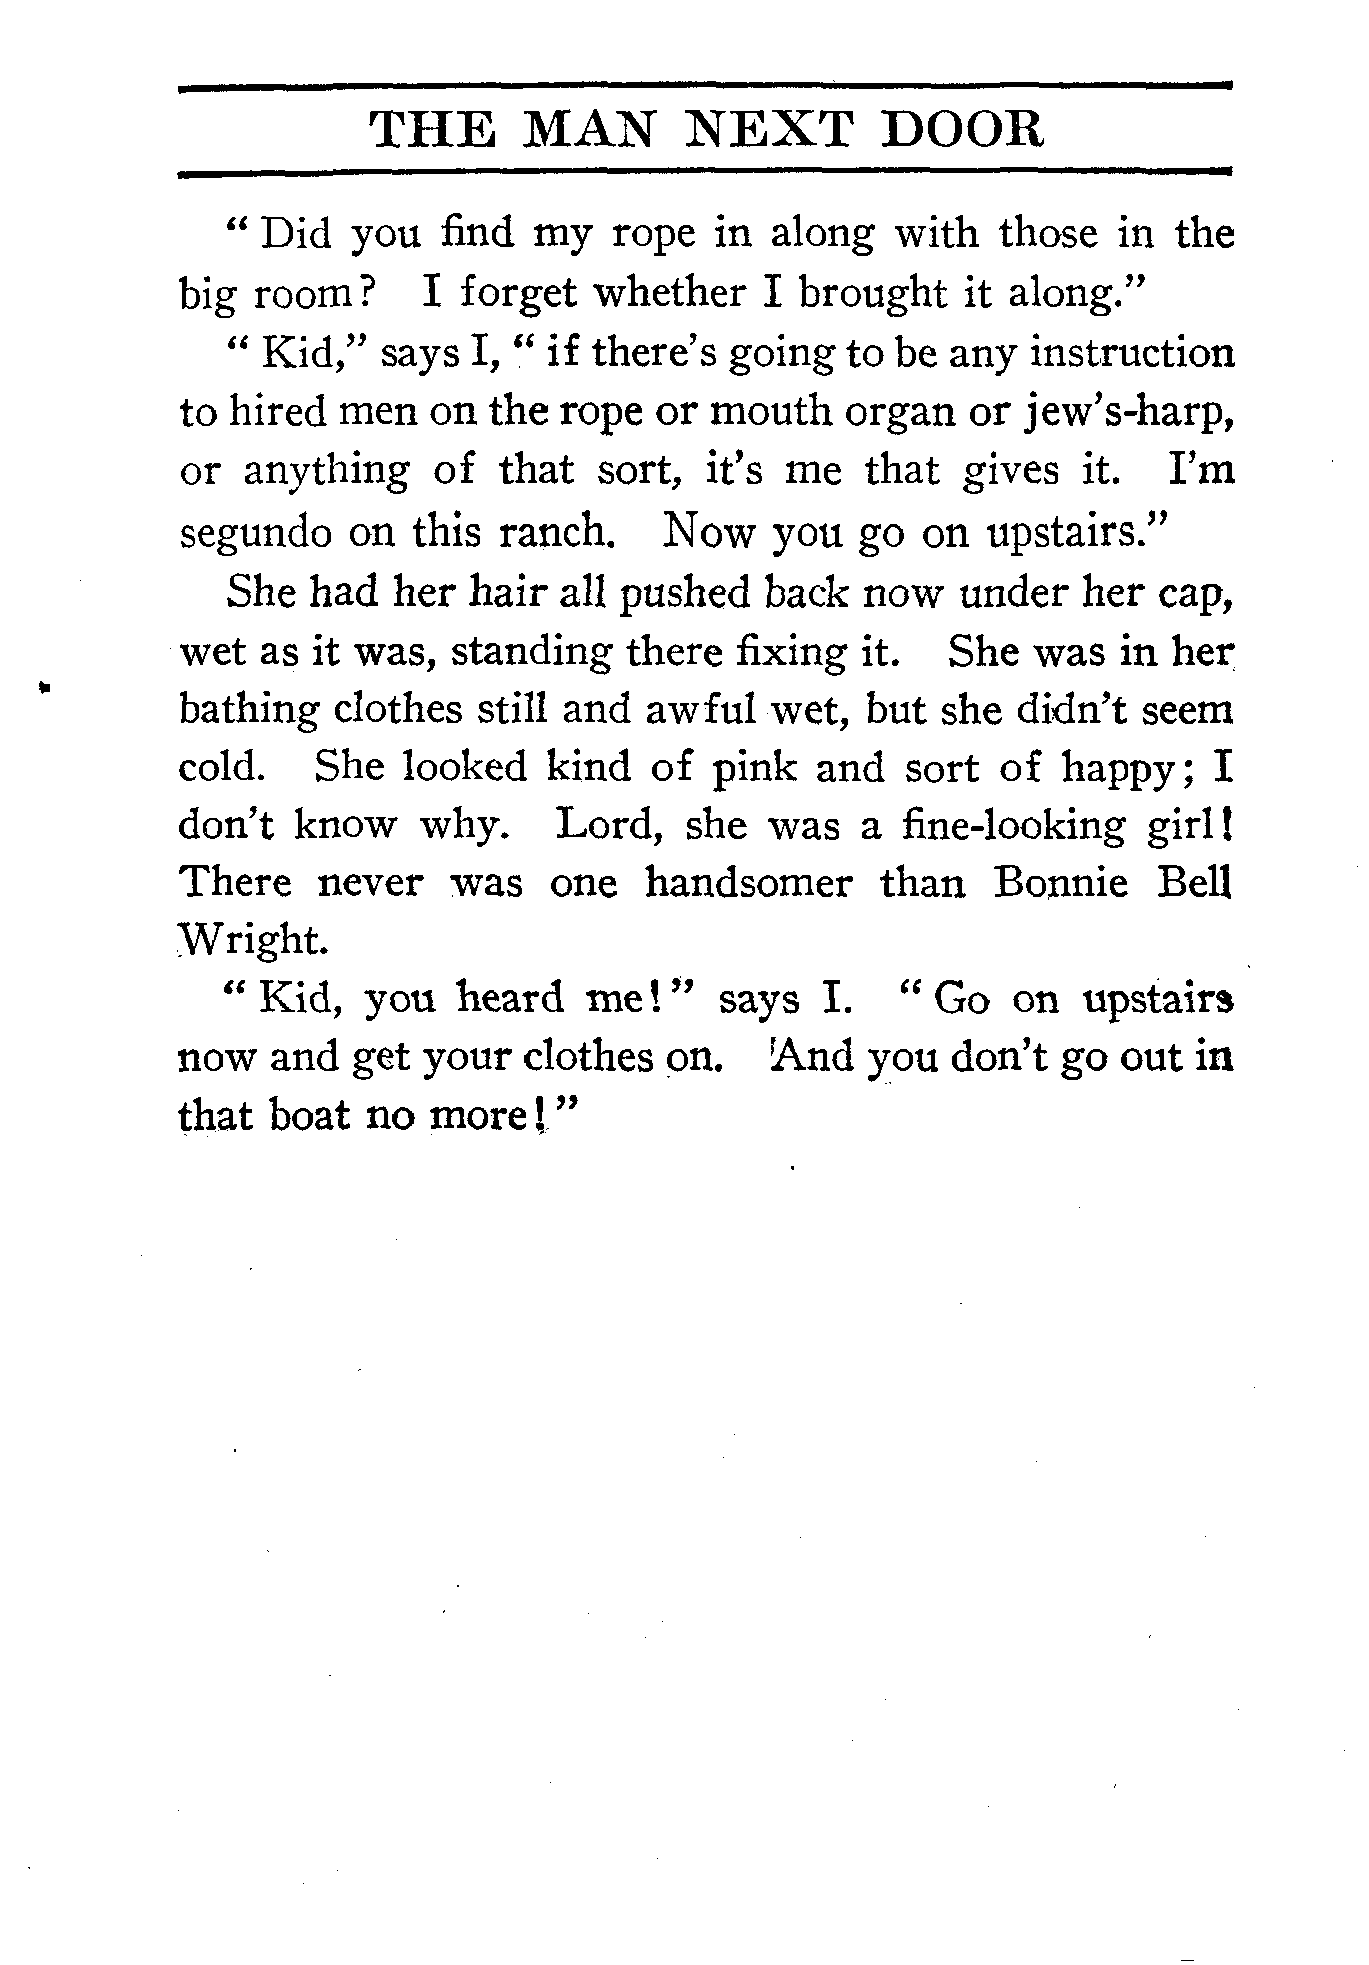 THE MAN NEXT DOOR
“ Did you find my rope in along with those in the
big room? I forget whether I brought it along.”
“ Kid,” says I, “ if there’s going to be any instruction
to hired men on the rope or mouth organ or jew’s-harp,
or anything of that sort, it’s me that gives it. I’m
segundo on this ranch. Now you go on upstairs.”
She had her hair all pushed back now under her cap,
wet as it was, standing there fixing it. She was in her
bathing clothes still and awful wet, but she didn’t seem
cold. She looked kind of pink and sort of happy; I
don’t know why. Lord, she was a fine-looking girl!
There never was one handsomer than Bonnie Bell
Wright.
“ Kid, you heard me! ” says I. “ Go on upstairs
now and get your clothes on. And you don’t go out in
that boat no more! ”